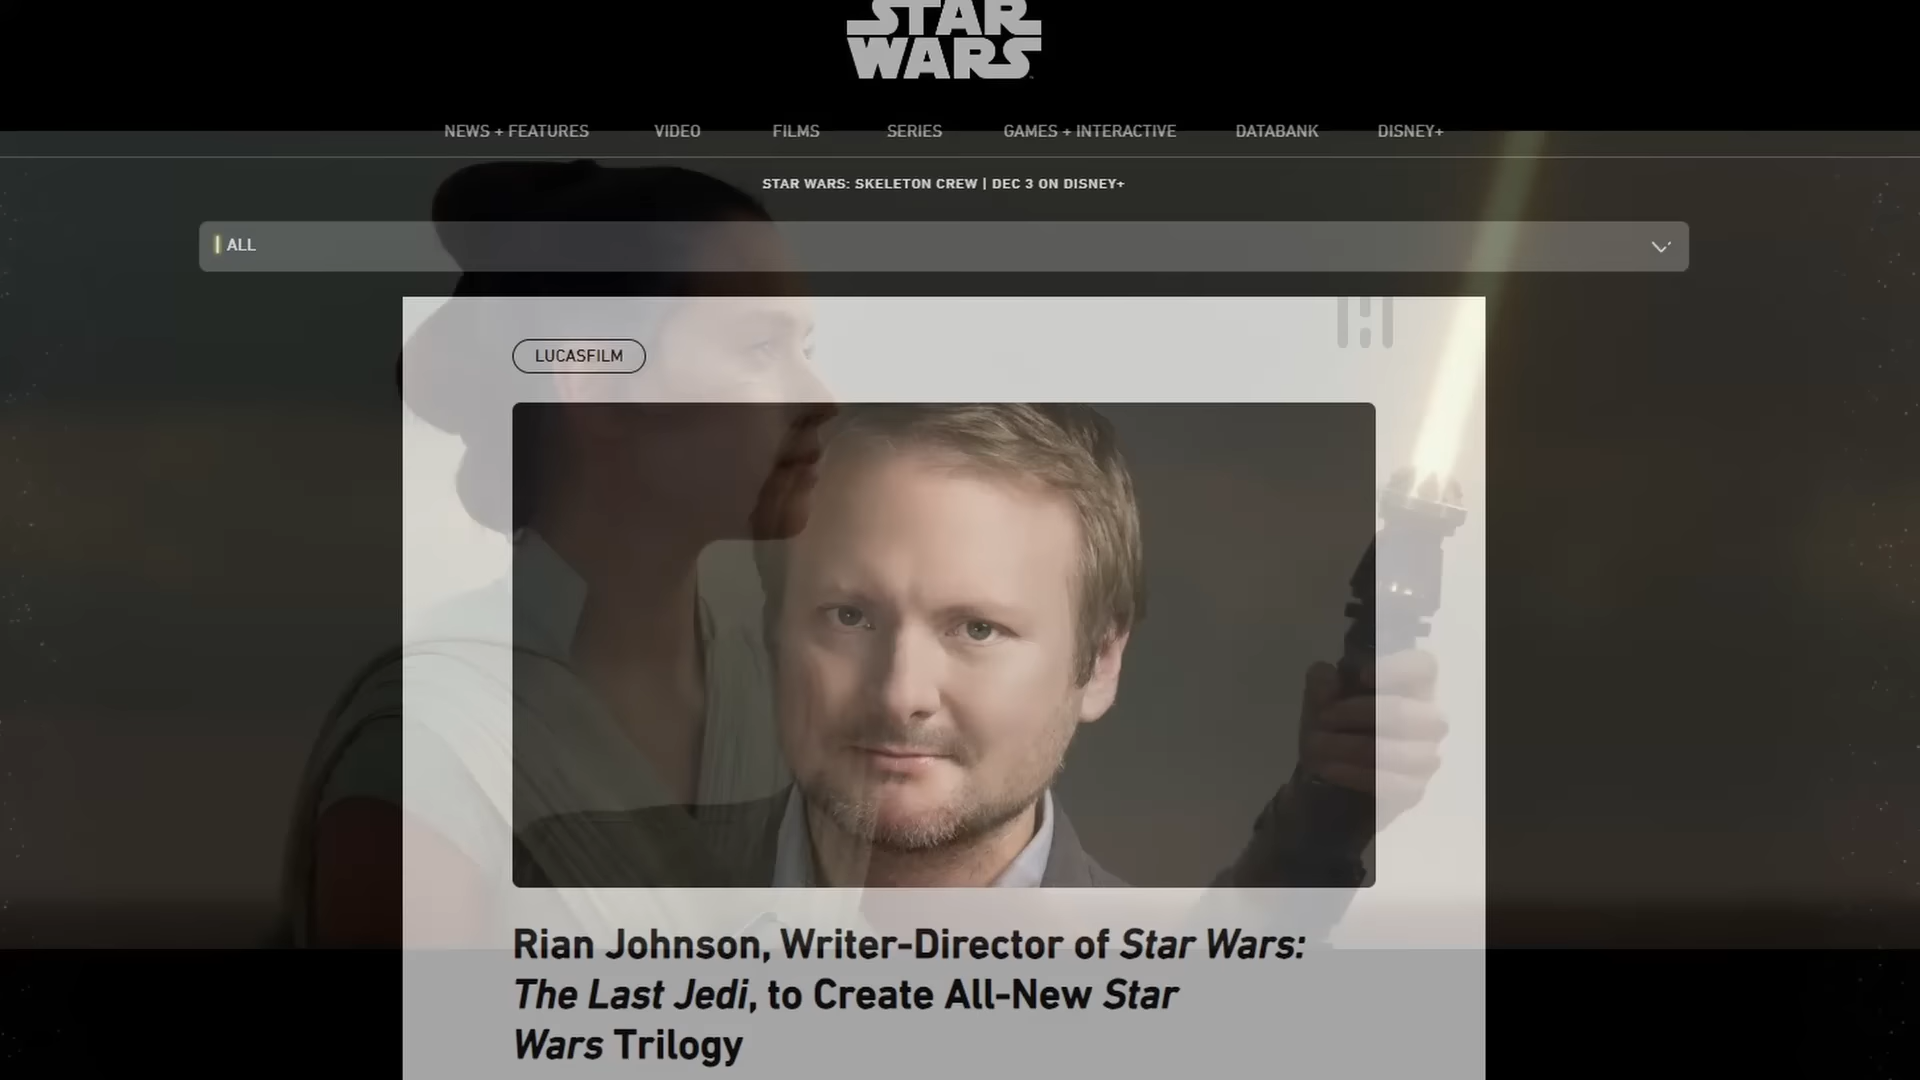 STAR
WARS
NEWS + FEATURES VIDEO FILMS SERIES GAMES + INTERACTIVE DATABANK DISNEY+
STAR WARS: SKELETON CREW | DEC 3 ON DISNEY+
ALL
LUCASFILM
Rian Johnson, Writer-Director of Star Wars:
The Last Jedi, to Create All-New Star
Wars Trilogy